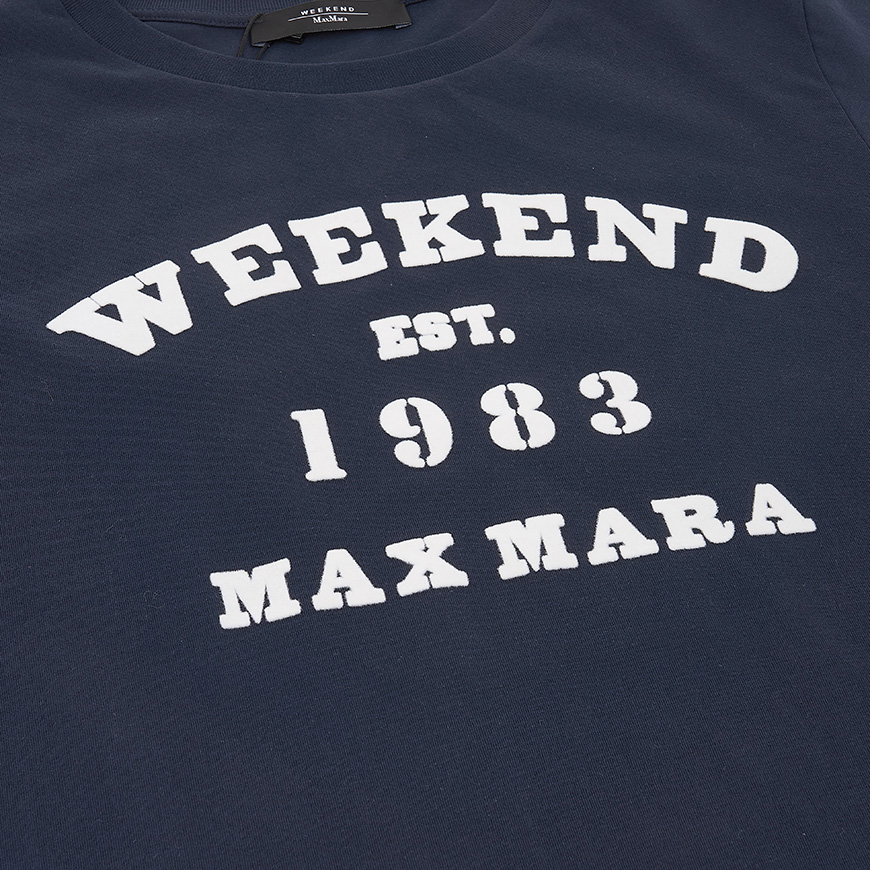 WEEKEND
MaxMara
WEEKEND
EST.
1983
MAX MARA